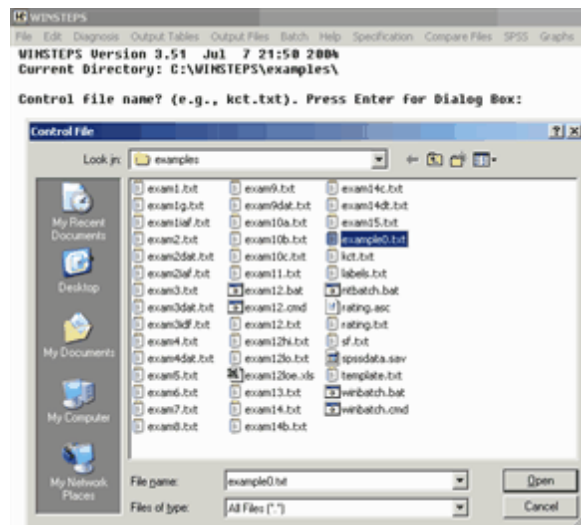 WINSTEPS
File Edit Diagnosis Output Tables Output Files Batch Help Specification Compare Files SPSS Graphs
WINSTEPS Version 3.51 Jul 7 21:50 2004
Current Directory: C:\WINSTEPS\examples\
Control file name? (e.g., kct.txt). Press Enter for Dialog Box:
Control File
Look in: examples
My Recent Documents
Desktop
My Documents
My Computer
My Network Places
exam1.txt
exam1g.txt
exam1iaf.txt
exam2.txt
exam2dat.txt
exam2iaf.txt
exam3.txt
exam3dat.txt
exam3idf.txt
exam4.txt
exam4dat.txt
exam5.txt
exam6.txt
exam7.txt
exam8.txt
exam9.txt
exam9dat.txt
exam10a.txt
exam10b.txt
exam10c.txt
exam11.txt
exam12.bat
exam12.cmd
exam12.txt
exam12hi.txt
exam12lo.txt
exam12loe.xls
exam13.txt
exam14.txt
exam14b.txt
exam14c.txt
exam14dt.txt
exam15.txt
example0.txt
kct.txt
labels.txt
ntbatch.bat
rating.asc
rating.txt
sf.txt
spssdata.sav
template.txt
winbatch.bat
winbatch.cmd
File name: example0.txt Open
Files of type: All Files (*.*) Cancel